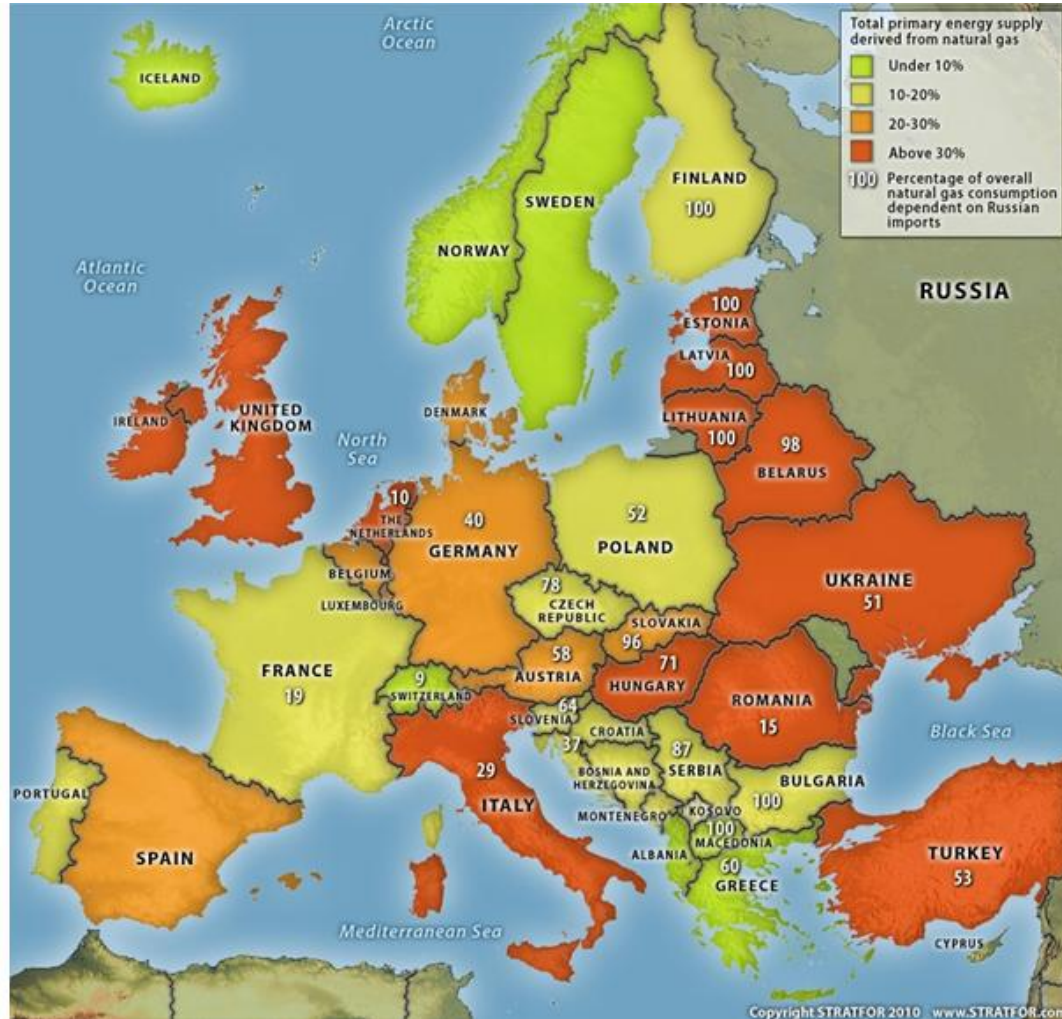 Arctic
Ocean
Total primary energy supply
derived from natural gas
Under 10%
10-20%
20-30%
Above 30%
100 Percentage of overall
natural gas consumption
dependent on Russian
imports
ICELAND
FINLAND
100
SWEDEN
NORWAY
Atlantic
Ocean
RUSSIA
100
ESTONIA
LATVIA
100
LITHUANIA
100
98
BELARUS
IRELAND
UNITED
KINGDOM
DENMARK
North
Sea
10
THE
NETHERLANDS
40
GERMANY
52
POLAND
BELGIUM
LUXEMBOURG
78
CZECH
REPUBLIC
UKRAINE
51
SLOVAKIA
96
58
AUSTRIA
71
HUNGARY
FRANCE
19
9
SWITZERLAND
ROMANIA
15
64
SLOVENIA
CROATIA
37
87
SERBIA
Black Sea
BOSNIA AND
HERZEGOVINA
BULGARIA
100
29
ITALY
PORTUGAL
SPAIN
MONTENEGRO
KOSOVO
100
MACEDONIA
ALBANIA
60
GREECE
TURKEY
53
Mediterranean Sea
CYPRUS
Copyright STRATFOR 2010 www.STRATFOR.com